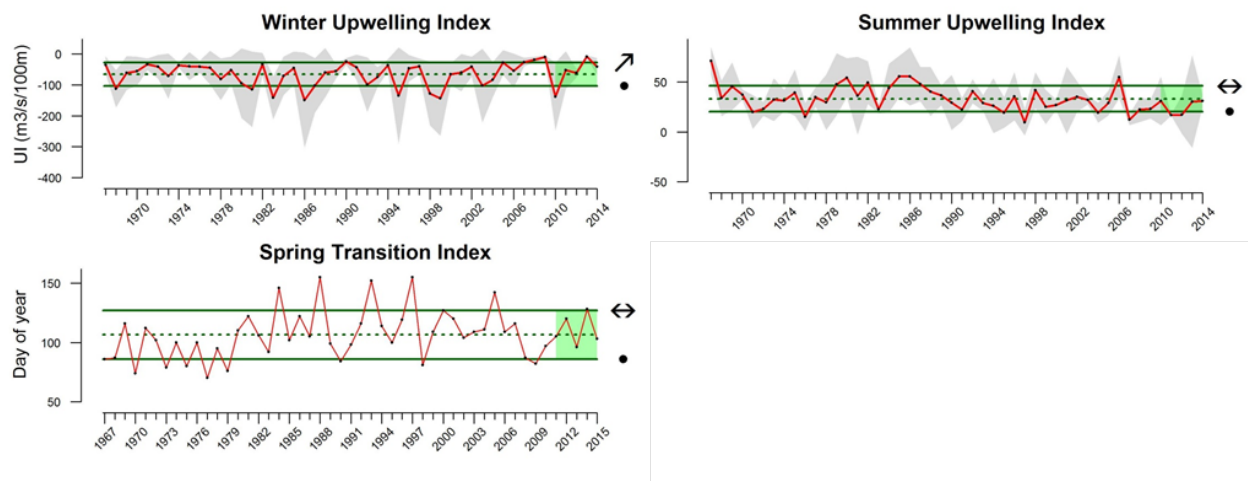 Winter Upwelling Index
UI (m3/s/100m)
0
-100
-200
-300
-400
1970 1974 1978 1982 1986 1990 1994 1998 2002 2006 2010 2014
Summer Upwelling Index
50
0
-50
1970 1974 1978 1982 1986 1990 1994 1998 2002 2006 2010 2014
Spring Transition Index
Day of year
150
100
50
1967 1970 1973 1976 1979 1982 1985 1988 1991 1994 1997 2000 2003 2006 2009 2012 2015